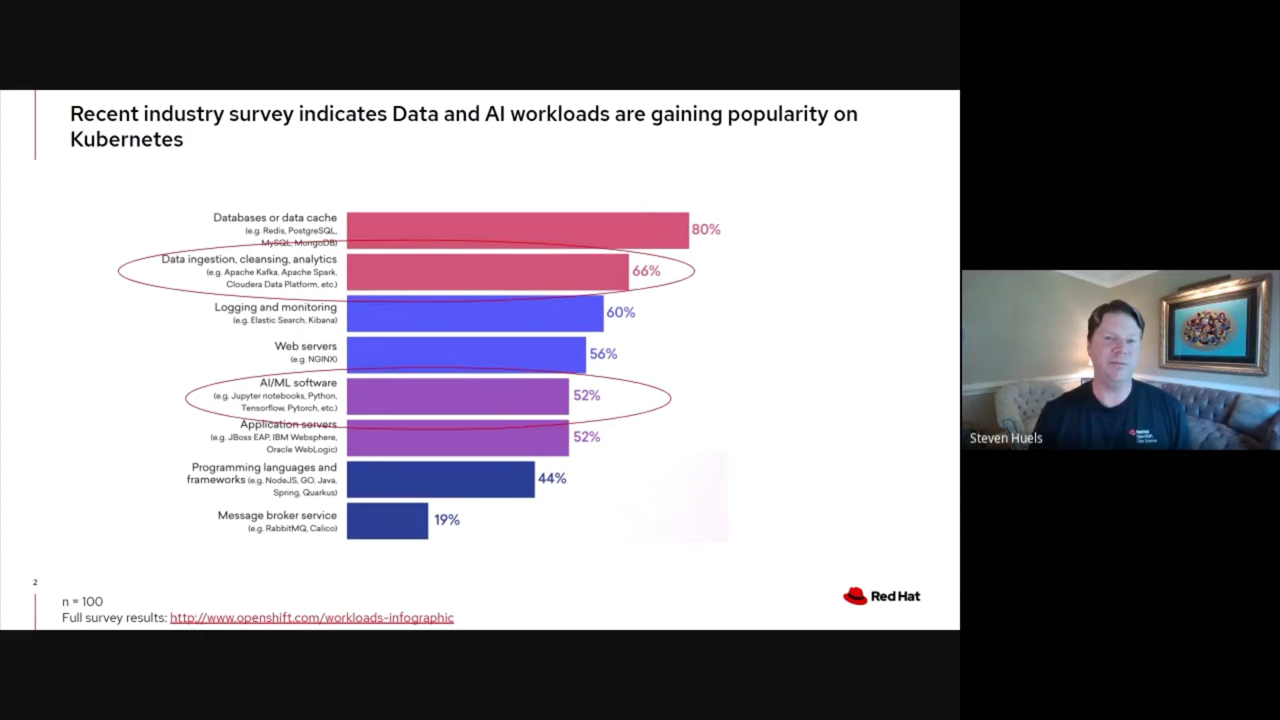 Recent industry survey indicates Data and AI workloads are gaining popularity on
Kubernetes
Databases or data cache
(e.g. Redis, PostgreSQL,
MySQL, MongoDB)
80%
Data ingestion, cleansing, analytics
(e.g. Apache Kafka, Apache Spark,
Cloudera Data Platform, etc.)
66%
Logging and monitoring
(e.g. Elastic Search, Kibana)
60%
Web servers
(e.g. NGINX)
56%
AI/ML software
(e.g. Jupyter notebooks, Python,
Tensorflow, Pytorch, etc.)
52%
Application servers
(e.g. JBoss EAP, IBM Websphere,
Oracle WebLogic)
52%
Programming languages and
frameworks (e.g. NodeJS, GO, Java,
Spring, Quarkus)
44%
Message broker service
(e.g. RabbitMQ, Calico)
19%
2
n = 100
Full survey results: http://www.openshift.com/workloads-infographic
Red Hat
Steven Huels